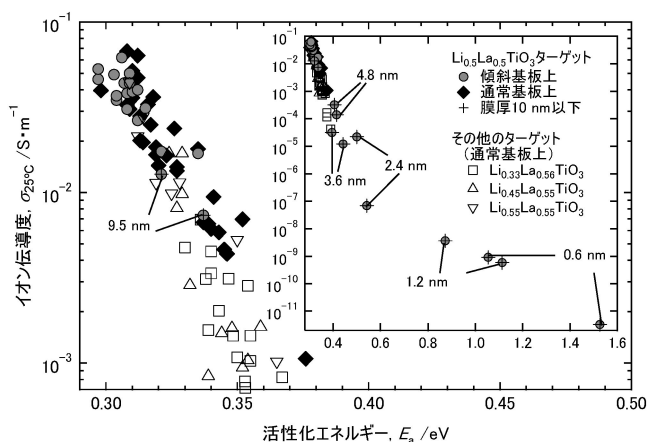 イオン伝導度, σ25ºC /S・m-1
10-1
10-2
10-3
0.30
0.35
0.40
0.45
0.50
活性化エネルギー, Ea /eV
9.5 nm
10-1
10-2
10-3
10-4
10-5
10-6
10-7
10-8
10-9
10-10
10-11
0.4
0.6
0.8
1.0
1.2
1.4
1.6
4.8 nm
3.6 nm
2.4 nm
1.2 nm
0.6 nm
Li0.5La0.5TiO3ターゲット
傾斜基板上
通常基板上
膜厚10 nm以下
その他のターゲット
（通常基板上）
Li0.33La0.56TiO3
Li0.45La0.55TiO3
Li0.55La0.55TiO3